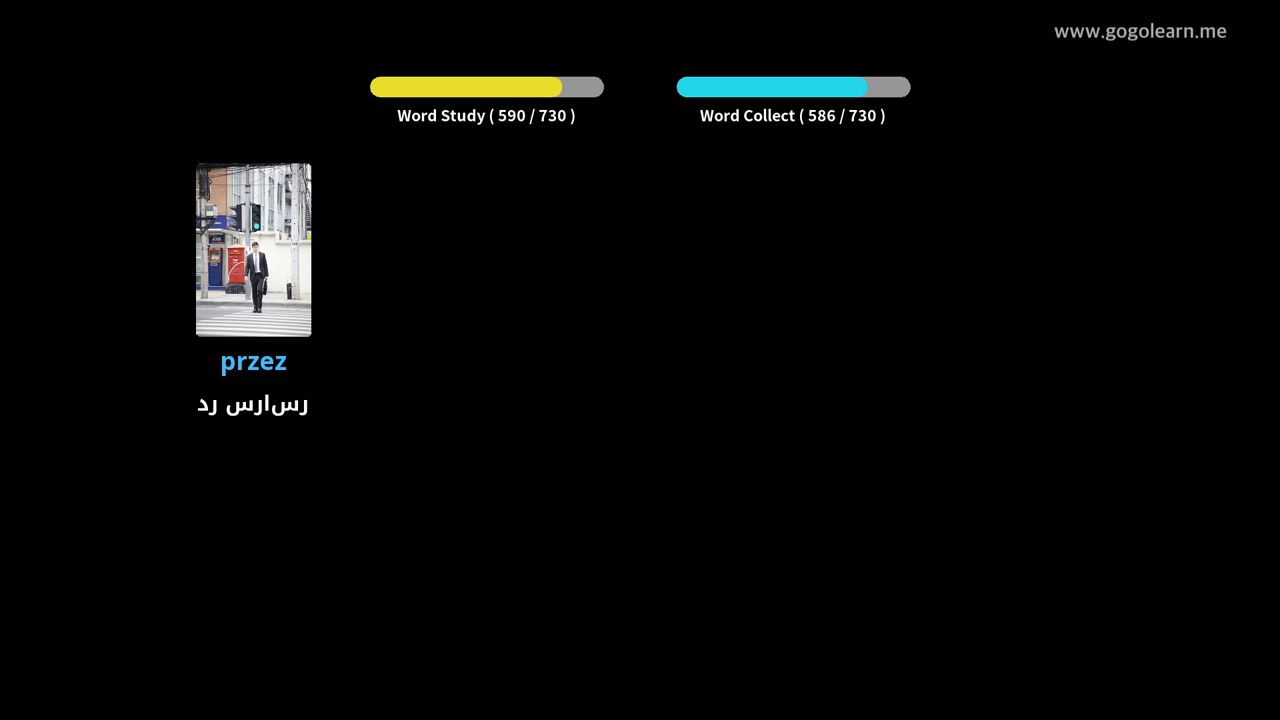 www.gogolearn.me
Word Study ( 590 / 730 )
Word Collect ( 586 / 730 )
przez
رس‌ارس رد